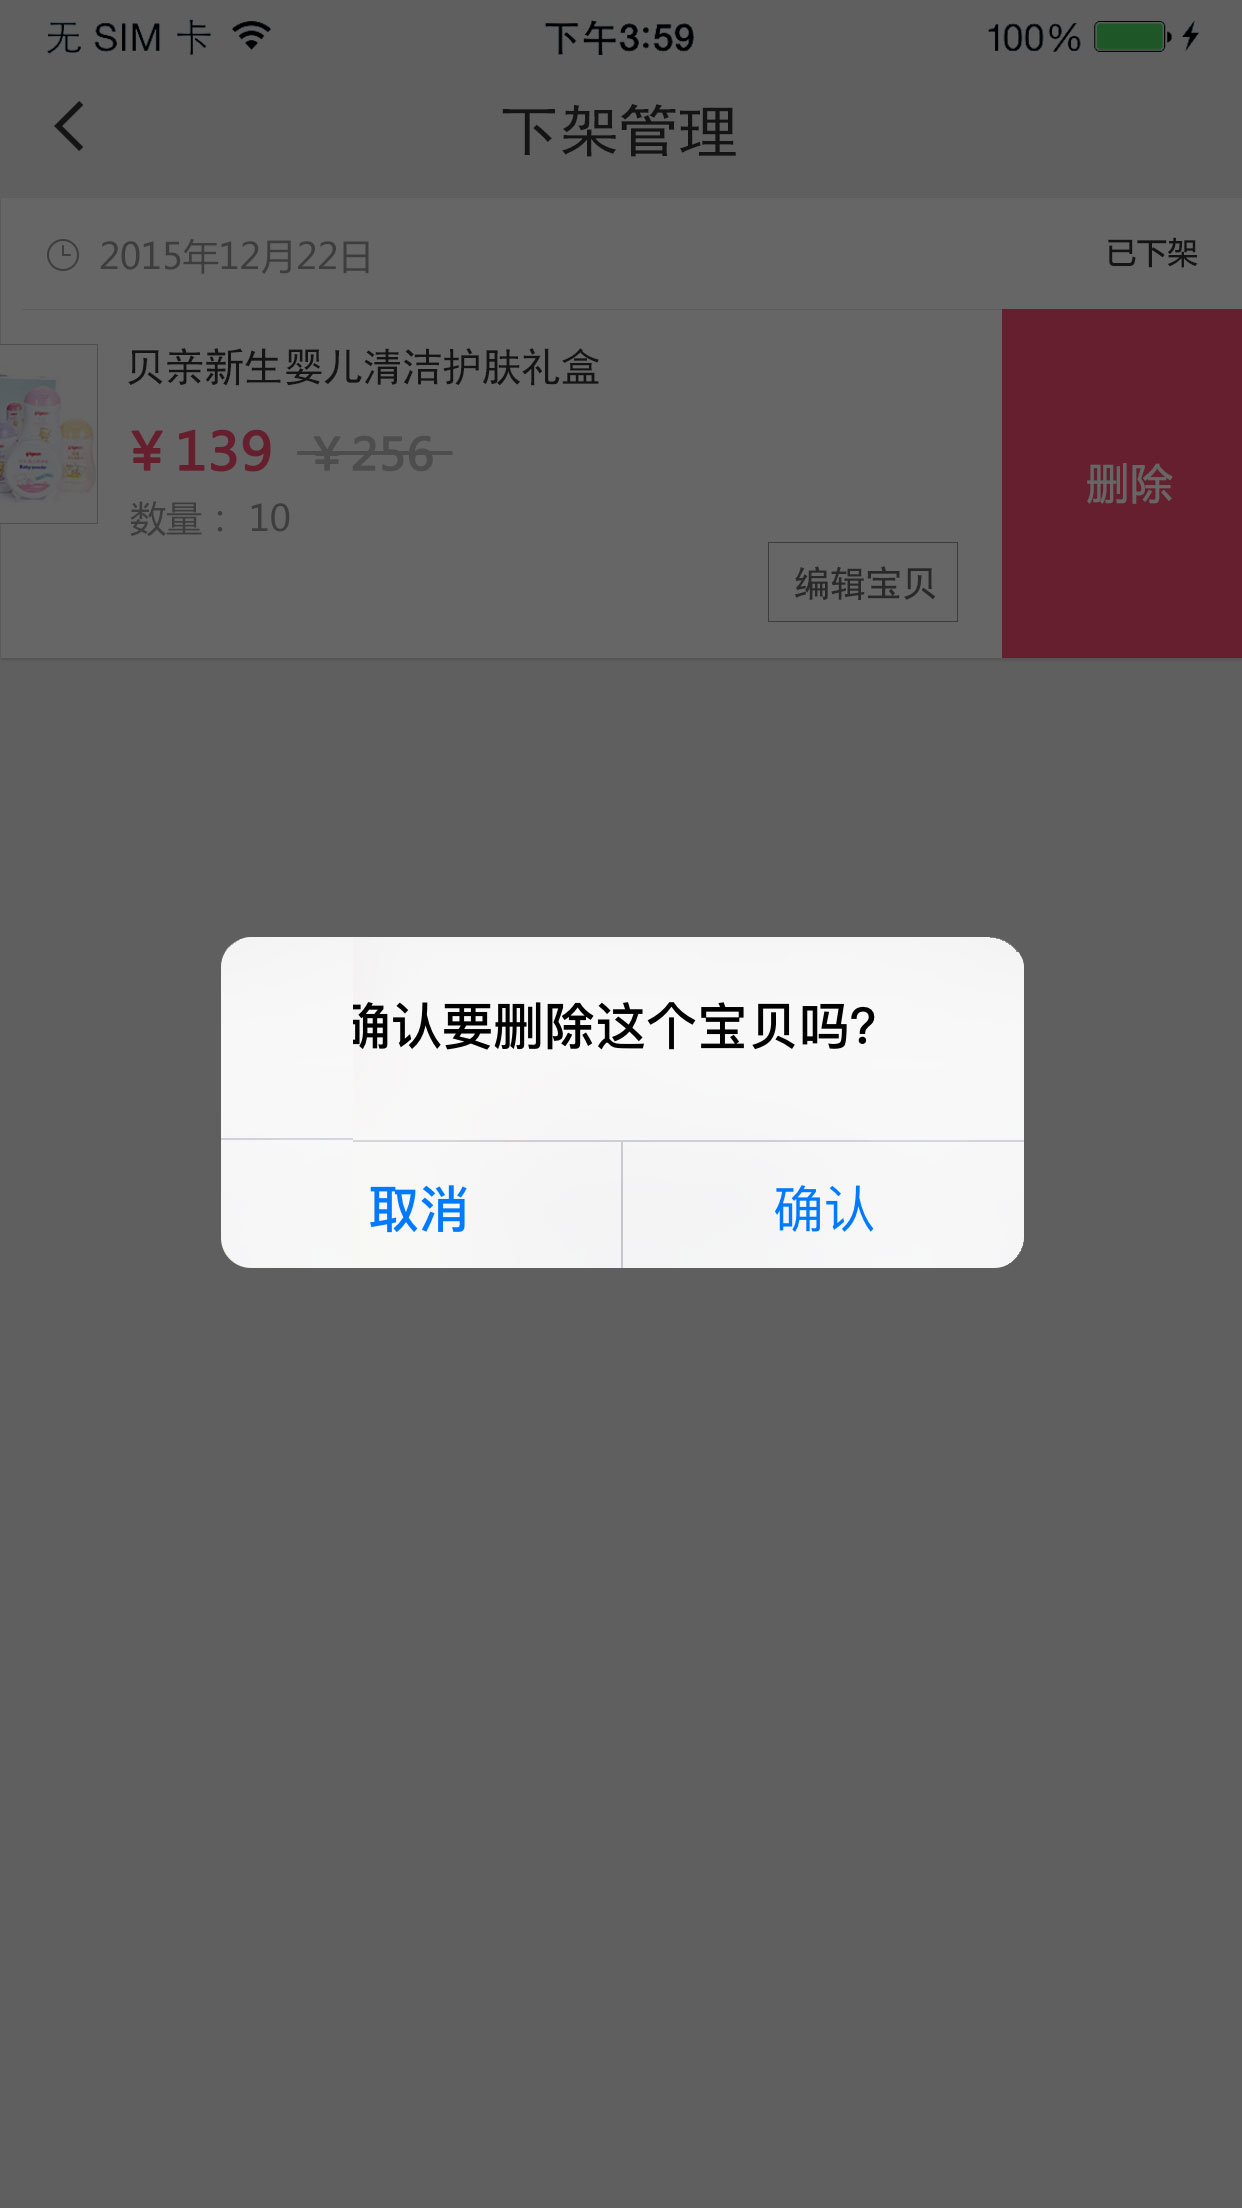 无 SIM 卡
下午3:59
100%
下架管理
2015年12月22日
已下架
贝亲新生婴儿清洁护肤礼盒
¥139 ¥256
数量： 10
删除
编辑宝贝
确认要删除这个宝贝吗?
取消
确认